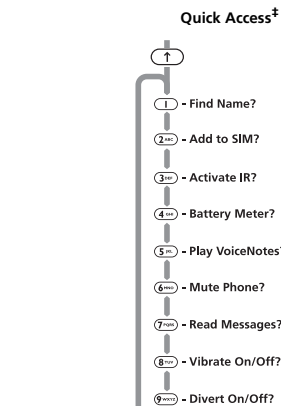 Quick Access‡
↑
1 - Find Name?
2ABC - Add to SIM?
3DEF - Activate IR?
4GHI - Battery Meter?
5JKL - Play VoiceNotes?
6MNO - Mute Phone?
7PQRS - Read Messages?
8TUV - Vibrate On/Off?
9WXYZ - Divert On/Off?